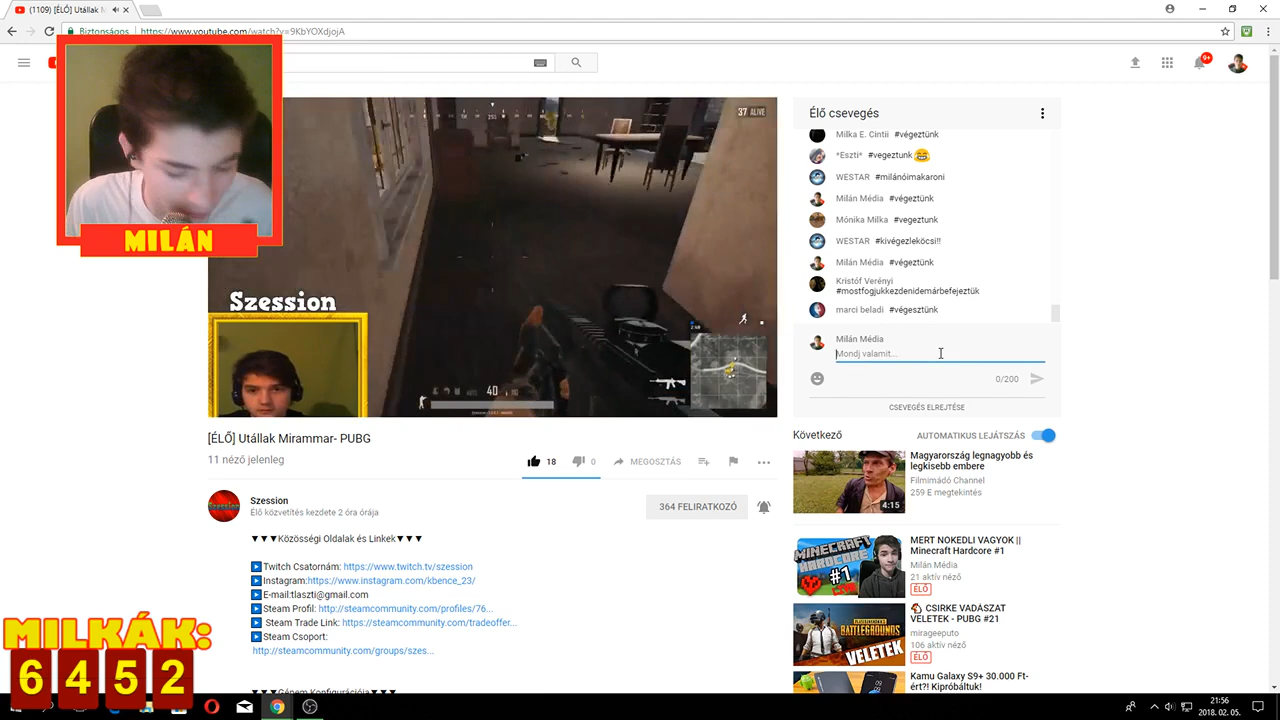 (1109) [ÉLŐ] Utállak M
Biztonságos
https://www.youtube.com/watch?v=9KbYOXdjojA
9+
MILÁN
37 ALIVE
Szession
40
Élő csevegés
Milka E. Cintii #végeztünk
*Eszti* #vegeztunk
WESTAR #milánóimakaroni
Milán Média #végeztünk
Mónika Milka #vegeztunk
WESTAR #kivégezleköcsi!!
Milán Média #végeztünk
Kristóf Verényi
#mostfogjukkezdenidemárbefejeztük
marci beladi #végesztünk
Milán Média
Mondj valamit...
0/200
CSEVEGÉS ELREJTÉSE
[ÉLŐ] Utállak Mirammar- PUBG
11 néző jelenleg
18
0
MEGOSZTÁS
Szession
Élő közvetítés kezdete 2 óra órája
364 FELIRATKOZÓ
▼▼▼Közösségi Oldalak és Linkek▼▼▼
Twitch Csatornám: https://www.twitch.tv/szession
Instagram:https://www.instagram.com/kbence_23/
E-mail:tlaszti@gmail.com
Steam Profil: http://steamcommunity.com/profiles/76...
Steam Trade Link: https://steamcommunity.com/tradeoffer...
Steam Csoport:
http://steamcommunity.com/groups/szes...
▼▼▼Gépem Konfigurációja▼▼▼
Következő
AUTOMATIKUS LEJÁTSZÁS
Magyarország legnagyobb és
legkisebb embere
Filmimádó Channel
259 E megtekintés
4:15
MINECRAFT
HARDCORE
#1
MERT NOKEDLI VAGYOK ||
Minecraft Hardcore #1
Milán Média
21 aktív néző
ÉLŐ
BATTLEGROUNDS
VELETEK
CSIRKE VADÁSZAT
VELETEK - PUBG #21
mirageeputo
106 aktív néző
ÉLŐ
Kamu Galaxy S9+ 30.000 Ft-
ért?! Kipróbáltuk!
MILKÁK:
6452
21:56
2018. 02. 05.